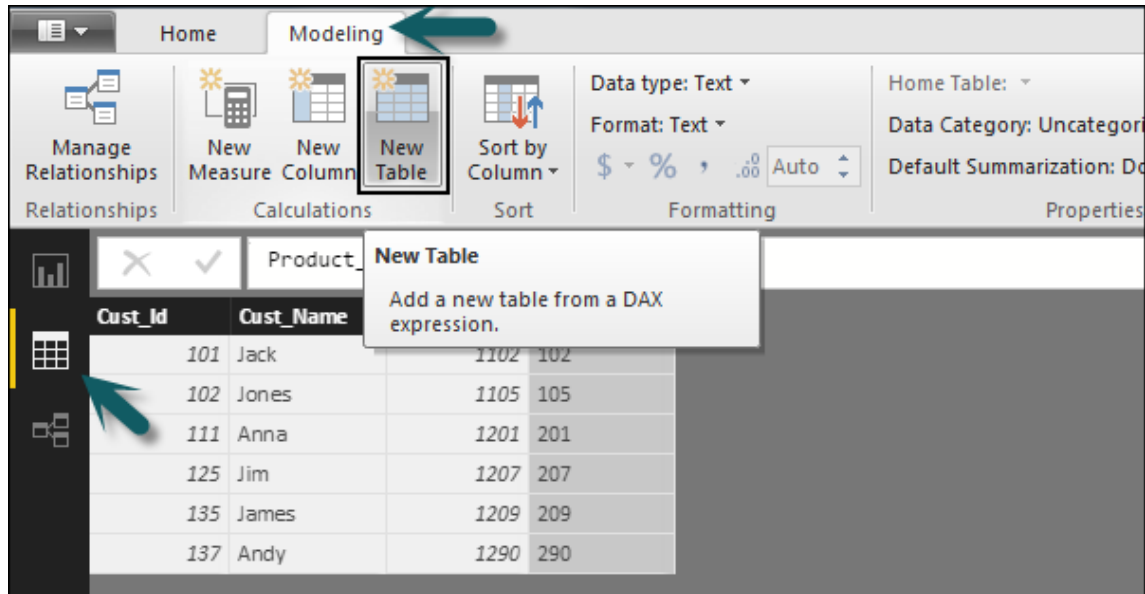 Home Modeling
Manage Relationships
New Measure
New Column
New Table
Sort by Column
Data type: Text
Format: Text
$ % , .00 Auto
Home Table:
Data Category: Uncategori
Default Summarization: Do
Relationships Calculations Sort Formatting Properties
Product_
New Table
Add a new table from a DAX
expression.
Cust_Id Cust_Name
101 Jack 1102 102
102 Jones 1105 105
111 Anna 1201 201
125 Jim 1207 207
135 James 1209 209
137 Andy 1290 290